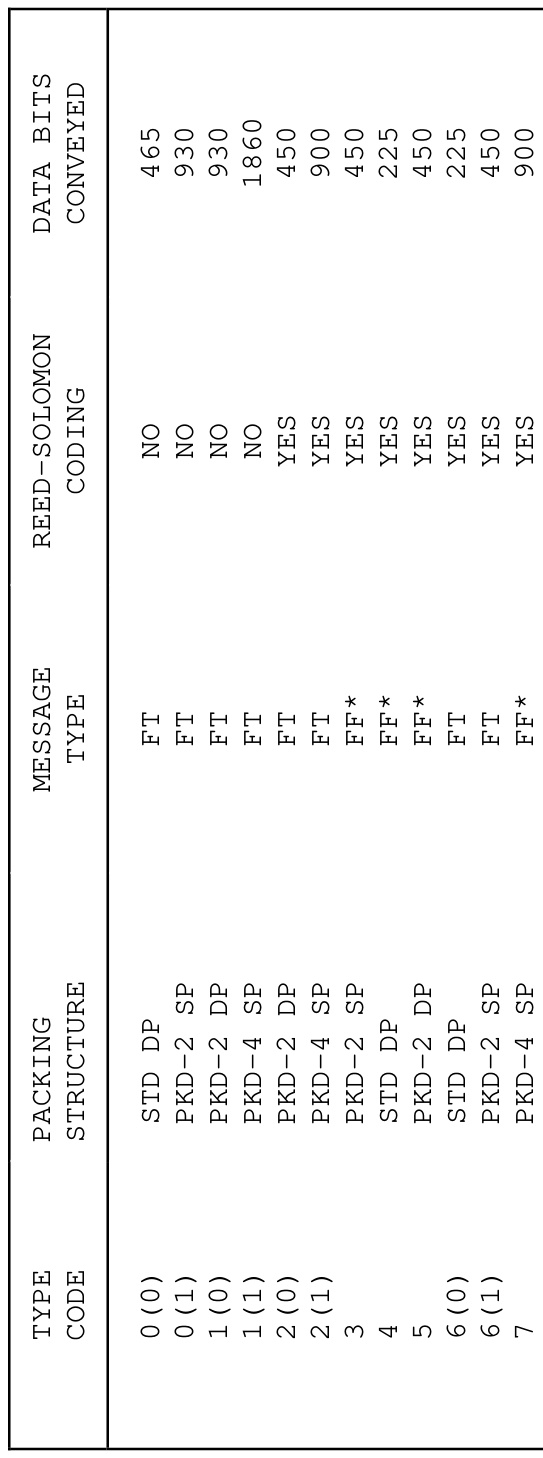 TYPE CODE PACKING STRUCTURE MESSAGE TYPE REED-SOLOMON CODING DATA BITS CONVEYED
0(0) STD DP FT NO 465
0(1) PKD-2 SP FT NO 930
1(0) PKD-2 DP FT NO 930
1(1) PKD-4 SP FT NO 1860
2(0) PKD-2 DP FT YES 450
2(1) PKD-4 SP FT YES 900
3 PKD-2 SP FF* YES 450
4 STD DP FF* YES 225
5 PKD-2 DP FF* YES 450
6(0) STD DP FT YES 225
6(1) PKD-2 SP FT YES 450
7 PKD-4 SP FF* YES 900